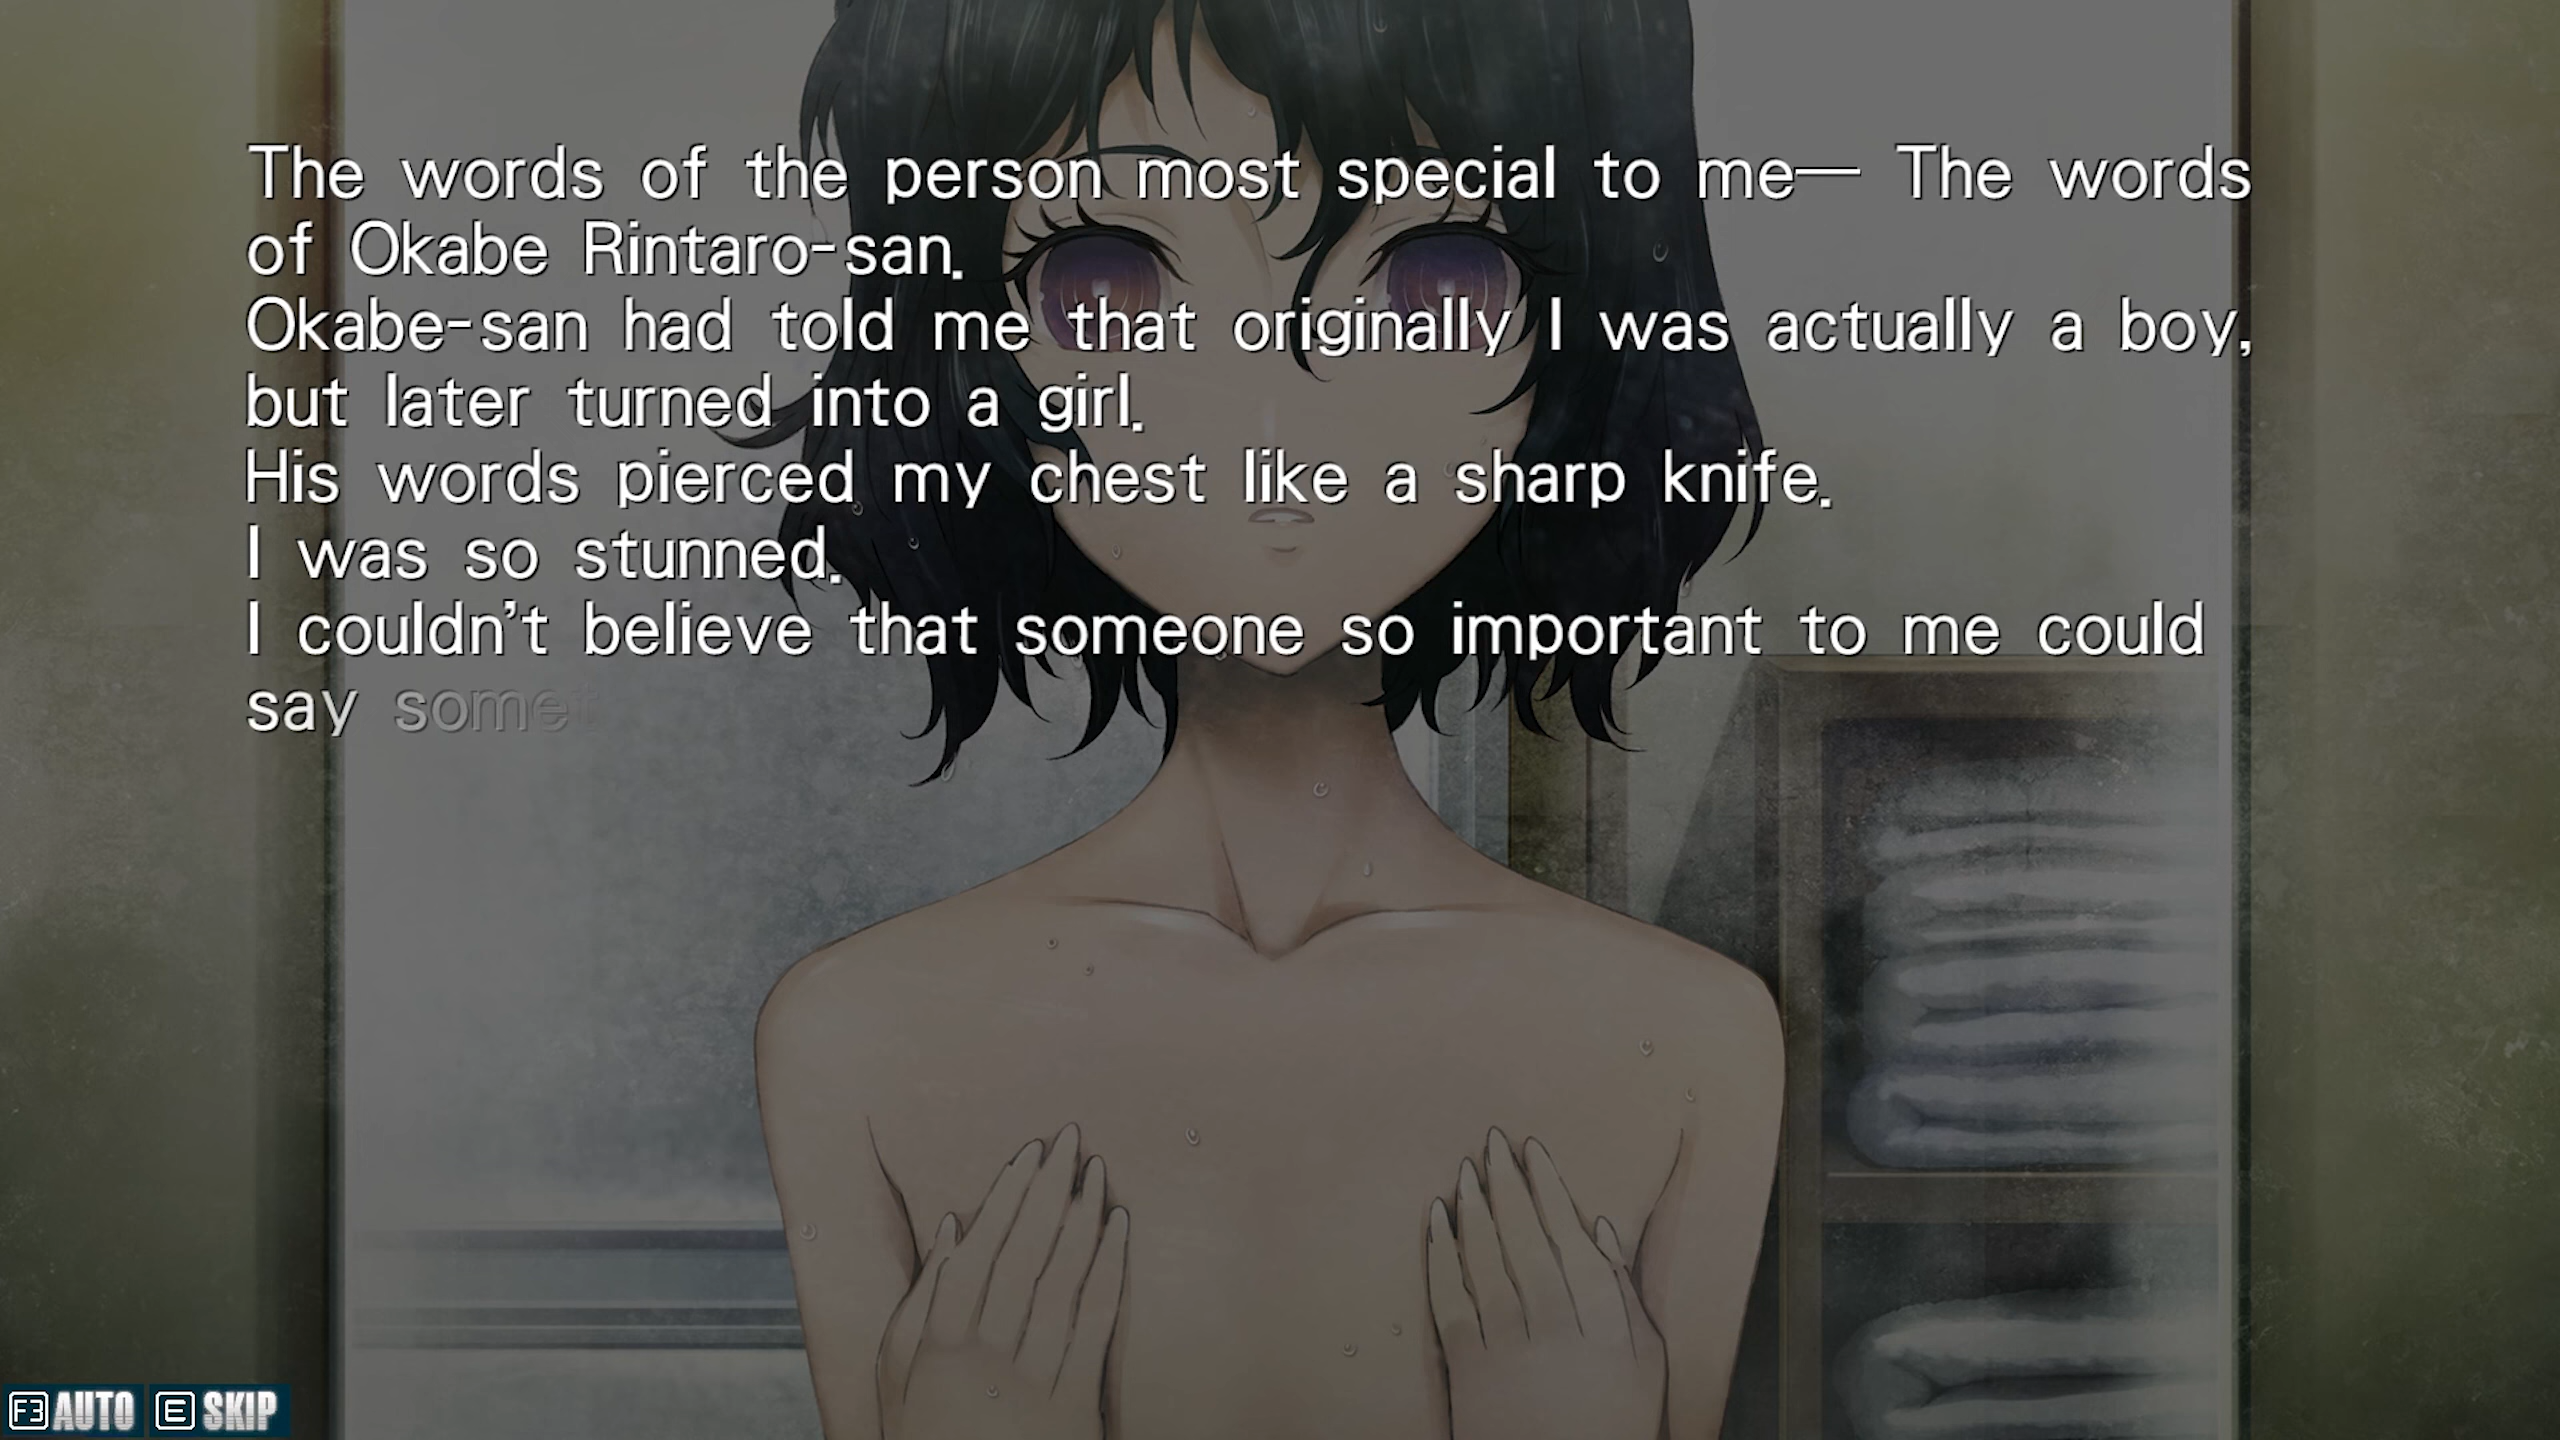 The words of the person most special to me— The words
of Okabe Rintaro-san.
Okabe-san had told me that originally I was actually a boy,
but later turned into a girl.
His words pierced my chest like a sharp knife.
I was so stunned.
I couldn't believe that someone so important to me could
say somet
F3 AUTO E SKIP